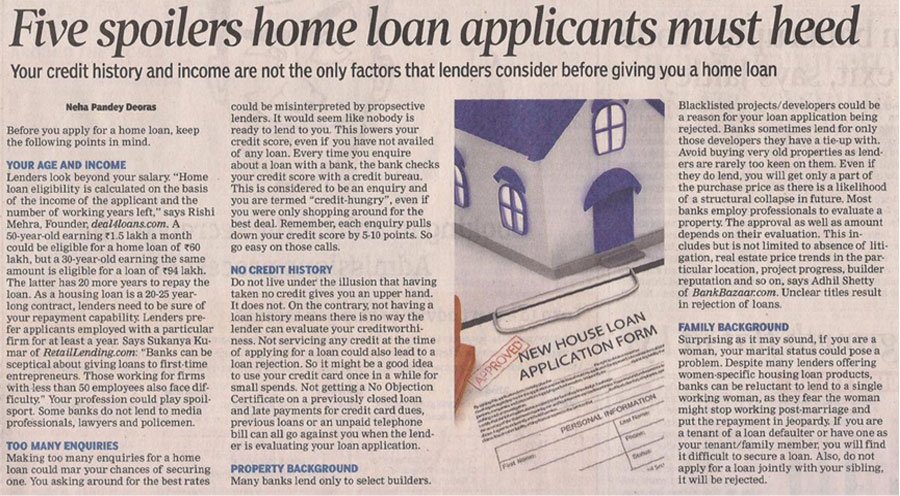 Five spoilers home loan applicants must heed
Your credit history and income are not the only factors that lenders consider before giving you a home loan
Neha Pandey Deoras
Before you apply for a home loan, keep
the following points in mind.
YOUR AGE AND INCOME
Lenders look beyond your salary. “Home
loan eligibility is calculated on the basis
of the income of the applicant and the
number of working years left,” says Rishi
Mehra, Founder, deal4loans.com. A
50-year-old earning ₹1.5 lakh a month
could be eligible for a home loan of ₹60
lakh, but a 30-year-old earning the same
amount is eligible for a loan of ₹94 lakh.
The latter has 20 more years to repay the
loan. As a housing loan is a 20-25 year-
long contract, lenders need to be sure of
your repayment capability. Lenders pre-
fer applicants employed with a particular
firm for at least a year. Says Sukanya Ku-
mar of RetailLending.com: “Banks can be
sceptical about giving loans to first-time
entrepreneurs. Those working for firms
with less than 50 employees also face dif-
ficulty.” Your profession could play spoil-
sport. Some banks do not lend to media
professionals, lawyers and policemen.
TOO MANY ENQUIRIES
Making too many enquiries for a home
loan could mar your chances of securing
one. You asking around for the best rates
could be misinterpreted by propsective
lenders. It would seem like nobody is
ready to lend to you. This lowers your
credit score, even if you have not availed
of any loan. Every time you enquire
about a loan with a bank, the bank checks
your credit score with a credit bureau.
This is considered to be an enquiry and
you are termed “credit-hungry”, even if
you were only shopping around for the
best deal. Remember, each enquiry pulls
down your credit score by 5-10 points. So
go easy on those calls.
NO CREDIT HISTORY
Do not live under the illusion that having
taken no credit gives you an upper hand.
It does not. On the contrary, not having a
loan history means there is no way the
lender can evaluate your creditworthi-
ness. Not servicing any credit at the time
of applying for a loan could also lead to a
loan rejection. So it might be a good idea
to use your credit card once in a while for
small spends. Not getting a No Objection
Certificate on a previously closed loan
and late payments for credit card dues,
previous loans or an unpaid telephone
bill can all go against you when the lend-
er is evaluating your loan application.
PROPERTY BACKGROUND
Many banks lend only to select builders.
APPROVED
NEW HOUSE LOAN
APPLICATION FORM
PERSONAL INFORMATION
First Name:
Last Name:
Phone:
Status:
Blacklisted projects/developers could be
a reason for your loan application being
rejected. Banks sometimes lend for only
those developers they have a tie-up with.
Avoid buying very old properties as lend-
ers are rarely too keen on them. Even if
they do lend, you will get only a part of
the purchase price as there is a likelihood
of a structural collapse in future. Most
banks employ professionals to evaluate a
property. The approval as well as amount
depends on their evaluation. This in-
cludes but is not limited to absence of liti-
gation, real estate price trends in the par-
ticular location, project progress, builder
reputation and so on, says Adhil Shetty
of BankBazaar.com. Unclear titles result
in rejection of loans.
FAMILY BACKGROUND
Surprising as it may sound, if you are a
woman, your marital status could pose a
problem. Despite many lenders offering
women-specific housing loan products,
banks can be reluctant to lend to a single
working woman, as they fear the woman
might stop working post-marriage and
put the repayment in jeopardy. If you are
a tenant of a loan defaulter or have one as
your tenant/family member, you will find
it difficult to secure a loan. Also, do not
apply for a loan jointly with your sibling,
it will be rejected.